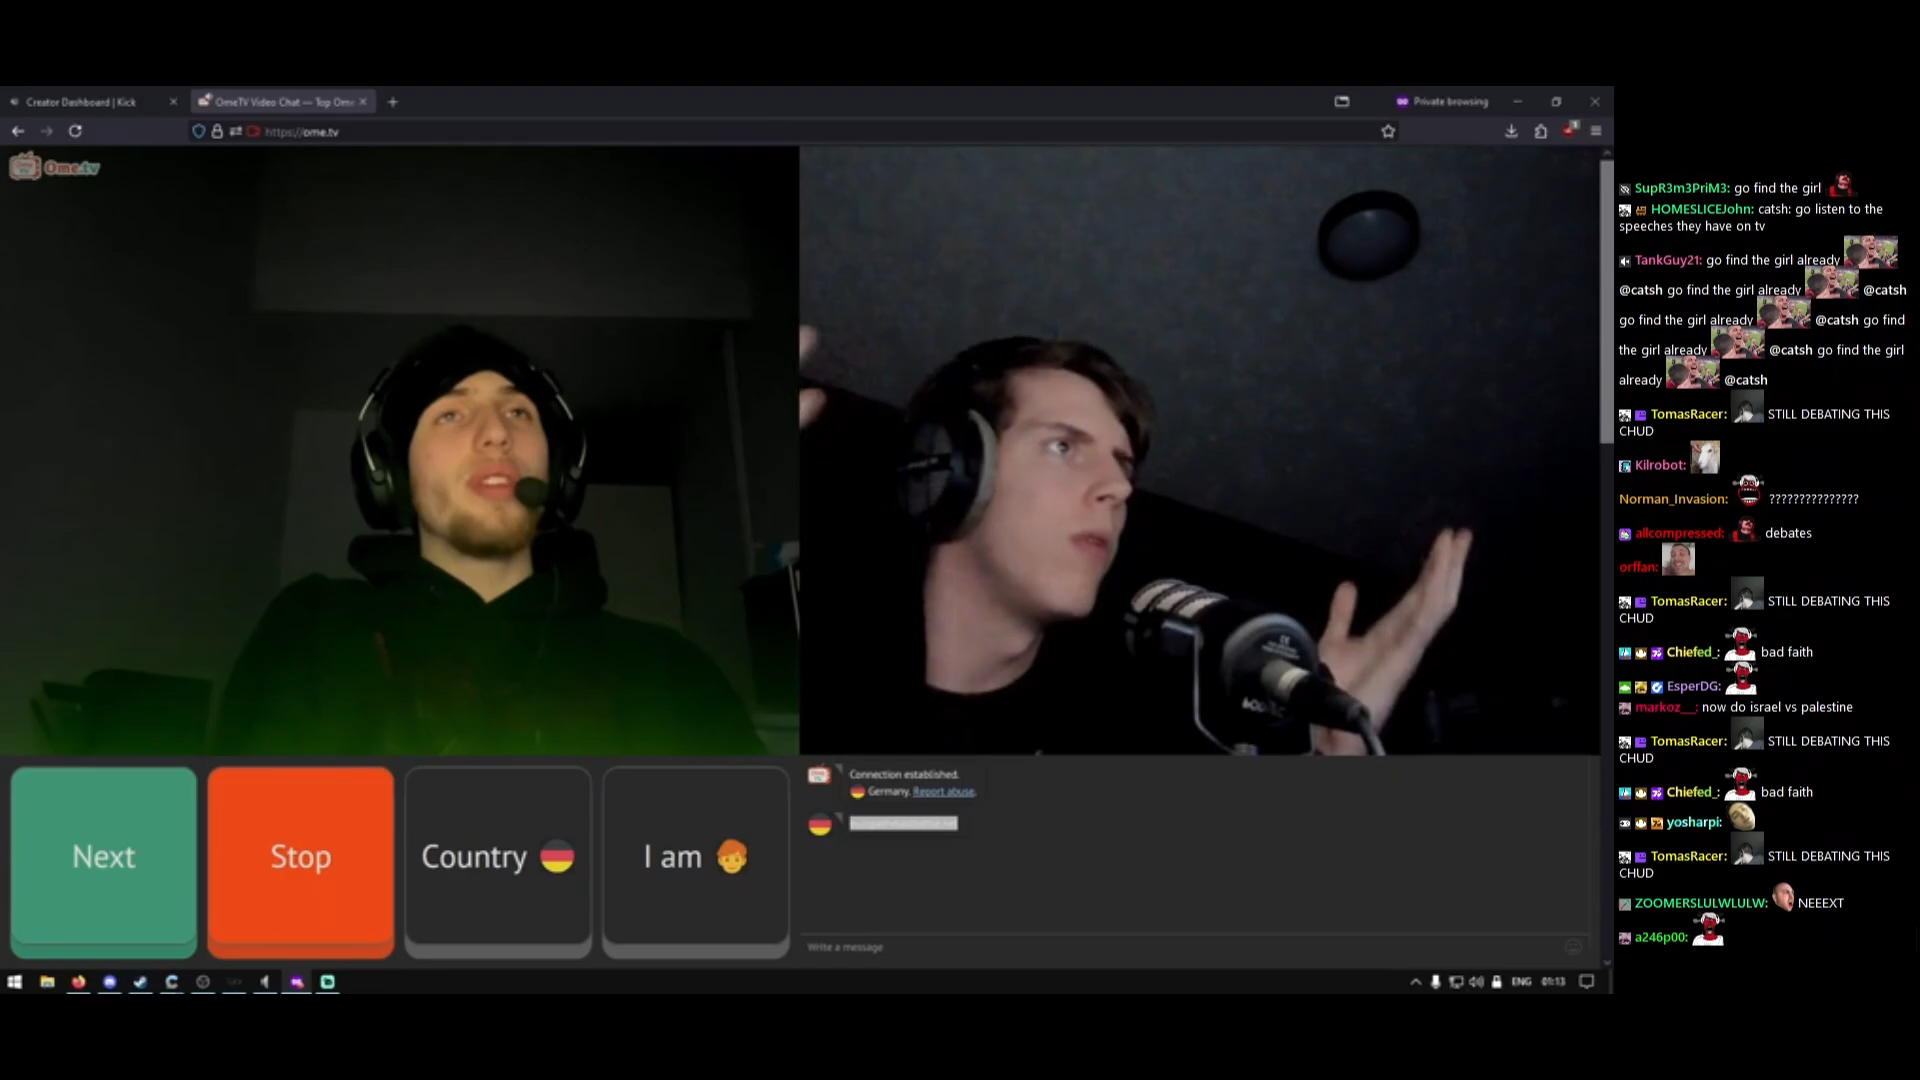 Creator Dashboard | Kick
OmeTV Video Chat — Top Ome
Private browsing
https://ome.tv
Ome.tv
SupR3m3PriM3: go find the girl
HOMESLICEJohn: catsh: go listen to the
speeches they have on tv
TankGuy21: go find the girl already
@catsh go find the girl already @catsh
go find the girl already @catsh go find
the girl already @catsh go find the girl
already @catsh
TomasRacer: STILL DEBATING THIS
CHUD
Kilrobot:
Norman_Invasion: ???????????????
allcompressed: debates
orffan:
TomasRacer: STILL DEBATING THIS
CHUD
Chiefed_: bad faith
EsperDG:
markoz__: now do israel vs palestine
TomasRacer: STILL DEBATING THIS
CHUD
Chiefed_: bad faith
yosharpi:
TomasRacer: STILL DEBATING THIS
CHUD
ZOOMERSLULWLULW: NEEEXT
a246p00:
Connection established.
Germany. Report abuse.
Next
Stop
Country
I am
Write a message
ENG
01:13